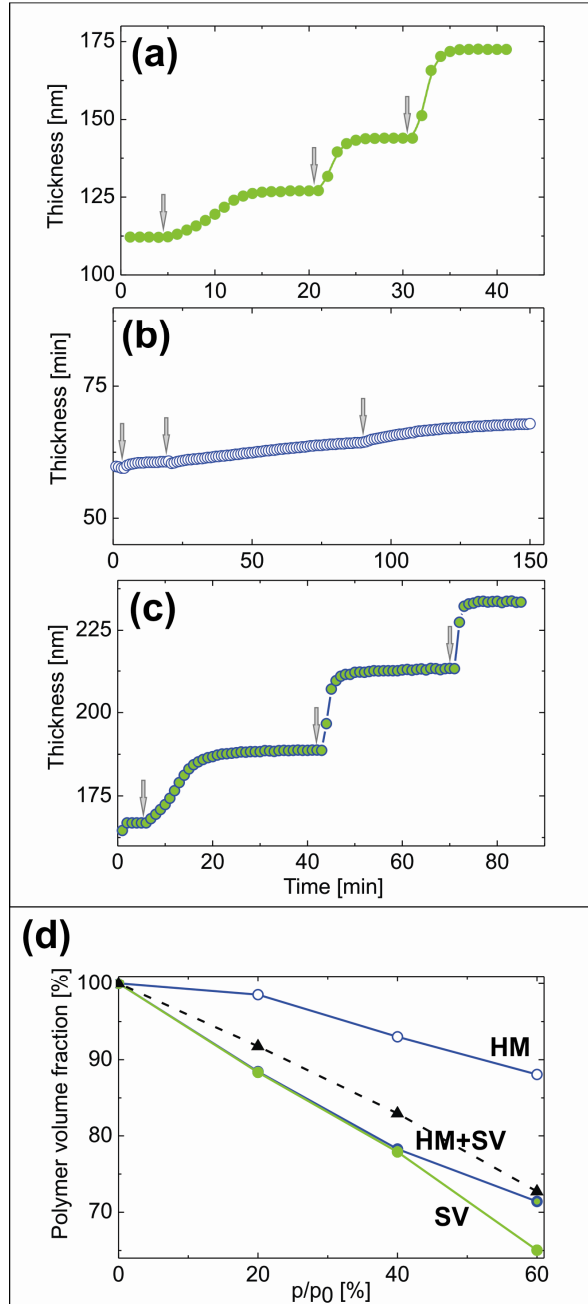 (a)
Thickness [nm]
175
150
125
100
0
10
20
30
40
(b)
Thickness [min]
75
50
0
50
100
150
(c)
Thickness [nm]
225
200
175
0
20
40
60
80
Time [min]
(d)
Polymer volume fraction [%]
100
90
80
70
HM
HM+SV
SV
0
20
40
60
p/p0 [%]